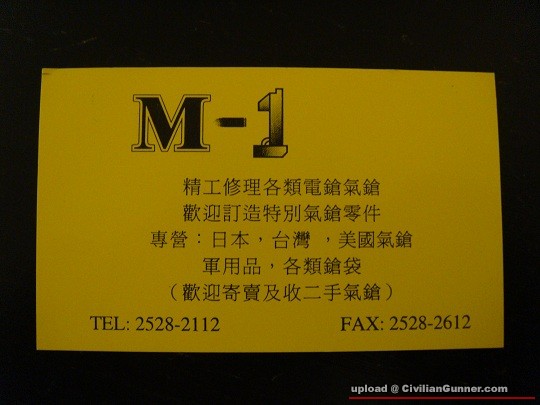 M-1
精工修理各類電鎗氣鎗
歡迎訂造特別氣鎗零件
專營：日本，台灣 ，美國氣鎗
軍用品，各類鎗袋
（歡迎寄賣及收二手氣鎗）
TEL: 2528-2112 FAX: 2528-2612
upload @ CivilianGunner.com